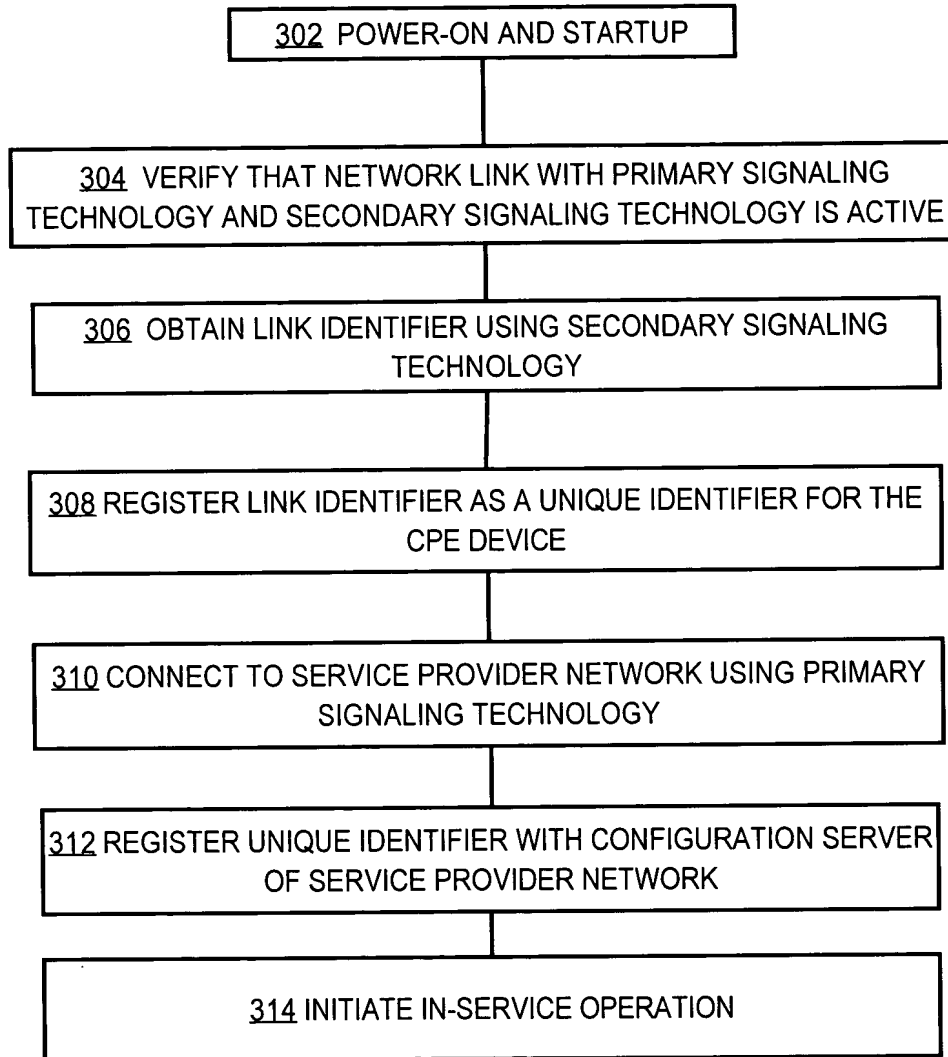 302 POWER-ON AND STARTUP
304 VERIFY THAT NETWORK LINK WITH PRIMARY SIGNALING
TECHNOLOGY AND SECONDARY SIGNALING TECHNOLOGY IS ACTIVE
306 OBTAIN LINK IDENTIFIER USING SECONDARY SIGNALING
TECHNOLOGY
308 REGISTER LINK IDENTIFIER AS A UNIQUE IDENTIFIER FOR THE
CPE DEVICE
310 CONNECT TO SERVICE PROVIDER NETWORK USING PRIMARY
SIGNALING TECHNOLOGY
312 REGISTER UNIQUE IDENTIFIER WITH CONFIGURATION SERVER
OF SERVICE PROVIDER NETWORK
314 INITIATE IN-SERVICE OPERATION